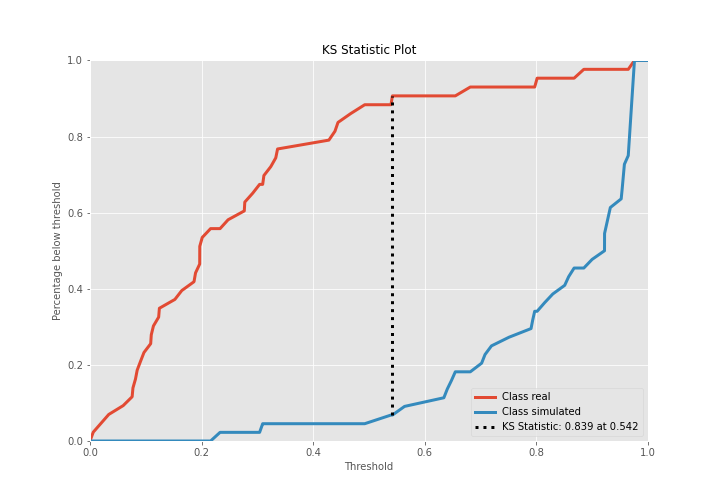 KS Statistic Plot
1.0
0.8
0.6
0.4
0.2
0.0
Percentage below threshold
0.0 0.2 0.4 0.6 0.8 1.0
Threshold
Class real
Class simulated
KS Statistic: 0.839 at 0.542